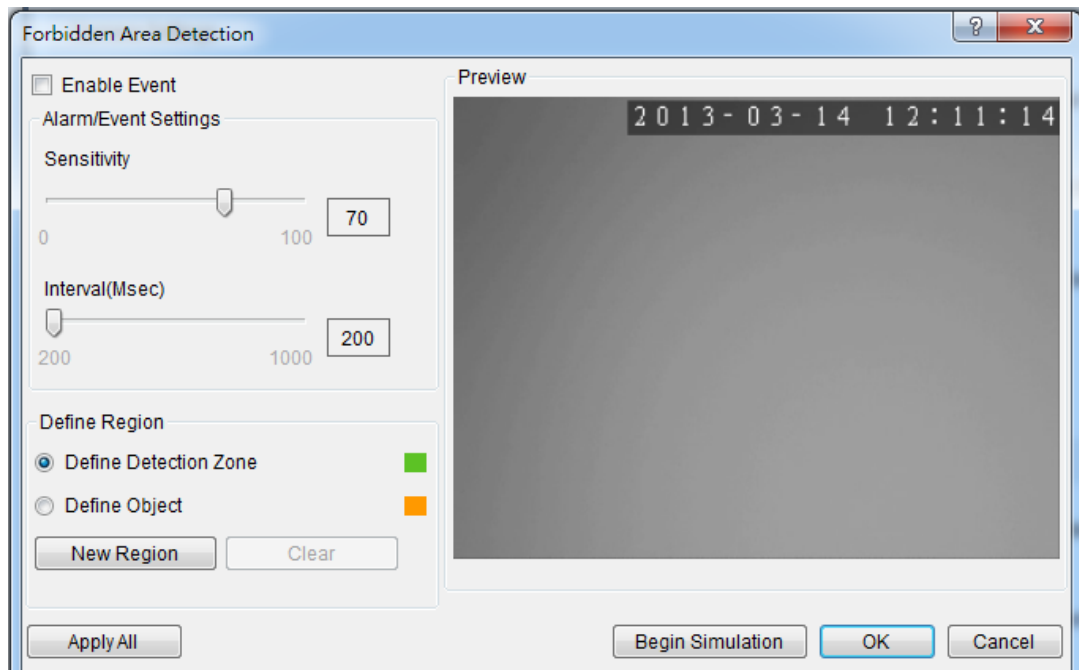 Forbidden Area Detection
Enable Event
Alarm/Event Settings
Sensitivity
70
0 100
Interval(Msec)
200
200 1000
Define Region
Define Detection Zone
Define Object
New Region Clear
Preview
2013-03-14 12:11:14
Apply All Begin Simulation OK Cancel